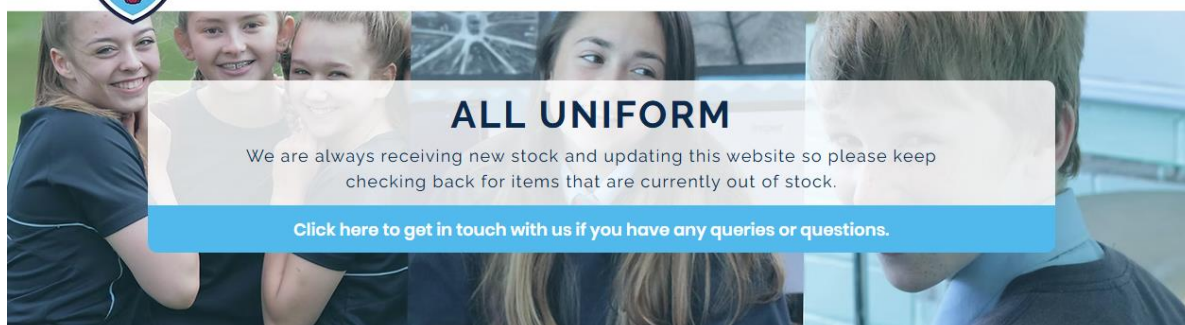 ALL UNIFORM
We are always receiving new stock and updating this website so please keep
checking back for items that are currently out of stock.
Click here to get in touch with us if you have any queries or questions.